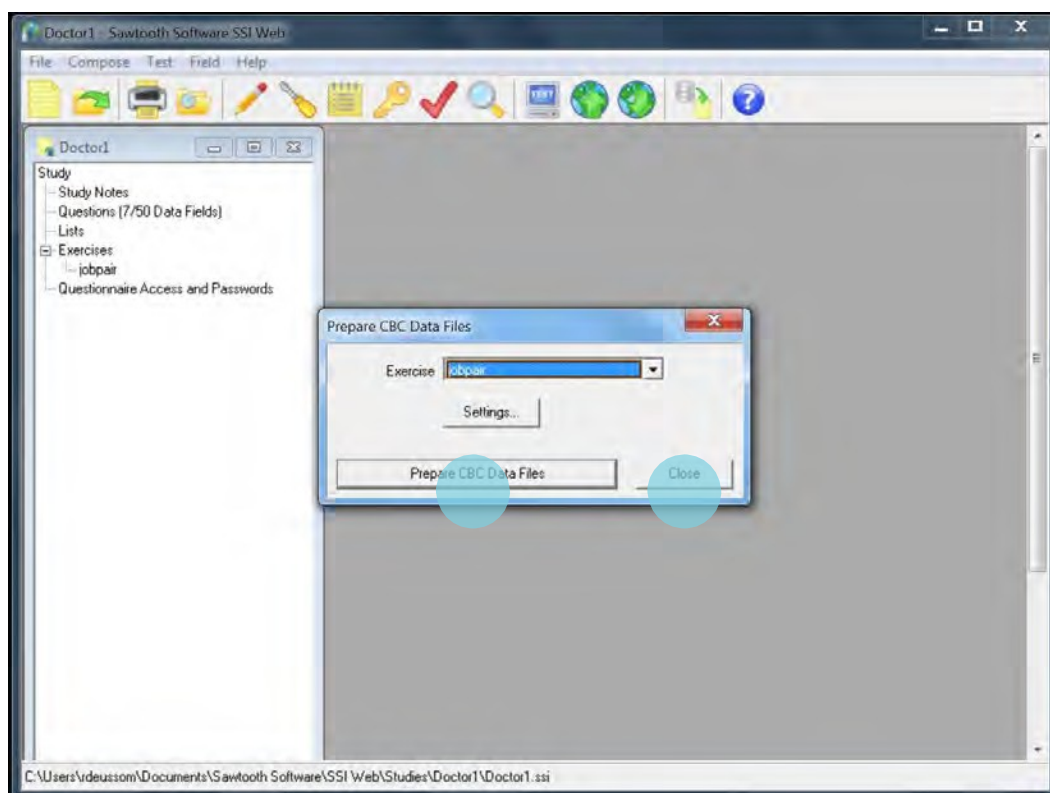 Doctor1 - Sawtooth Software SSI Web
File Compose Test Field Help
TEST
Doctor1
Study
Study Notes
Questions (7/50 Data Fields)
Lists
Exercises
jobpair
Questionnaire Access and Passwords
Prepare CBC Data Files
Exercise jobpair
Settings...
Prepare CBC Data Files Close
C:\Users\rdeussom\Documents\Sawtooth Software\SSI Web\Studies\Doctor1\Doctor1.ssi